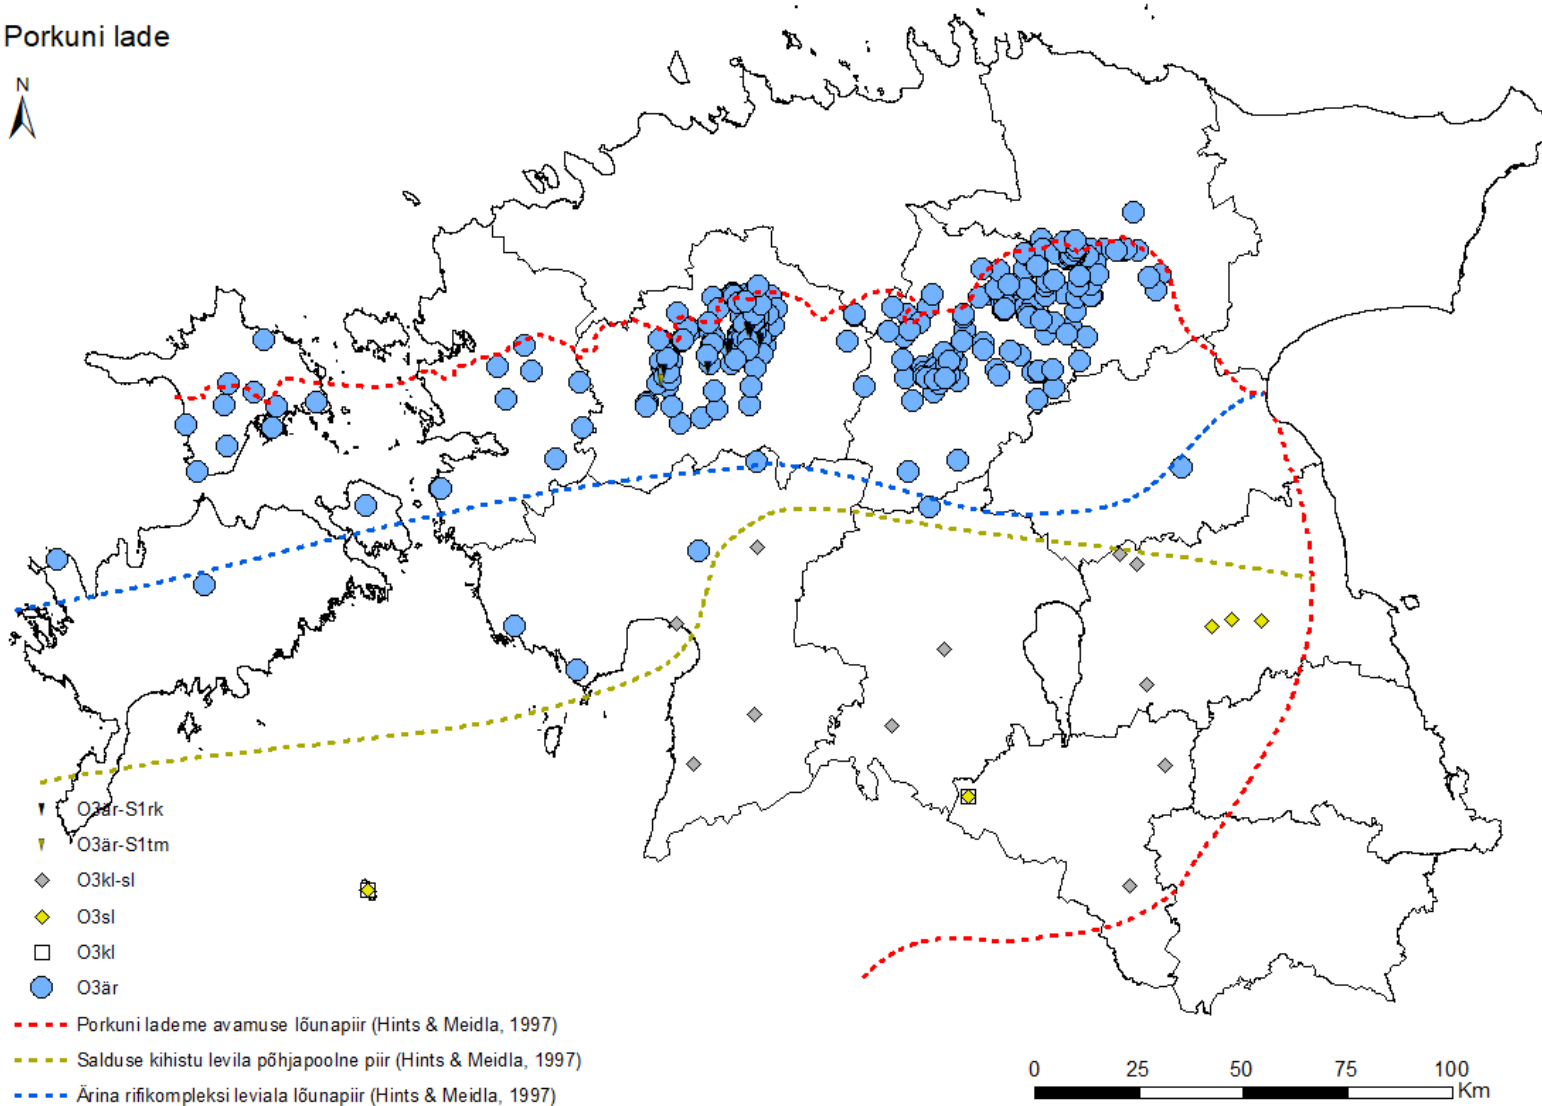 Porkuni lade
N
O3är-S1rk
O3är-S1tm
O3kl-sl
O3sl
O3kl
O3är
Porkuni lademe avamuse lõunapiir (Hints & Meidla, 1997)
Salduse kihistu levila põhjapoolne piir (Hints & Meidla, 1997)
Ärina rifikompleksi leviala lõunapiir (Hints & Meidla, 1997)
0 25 50 75 100
Km